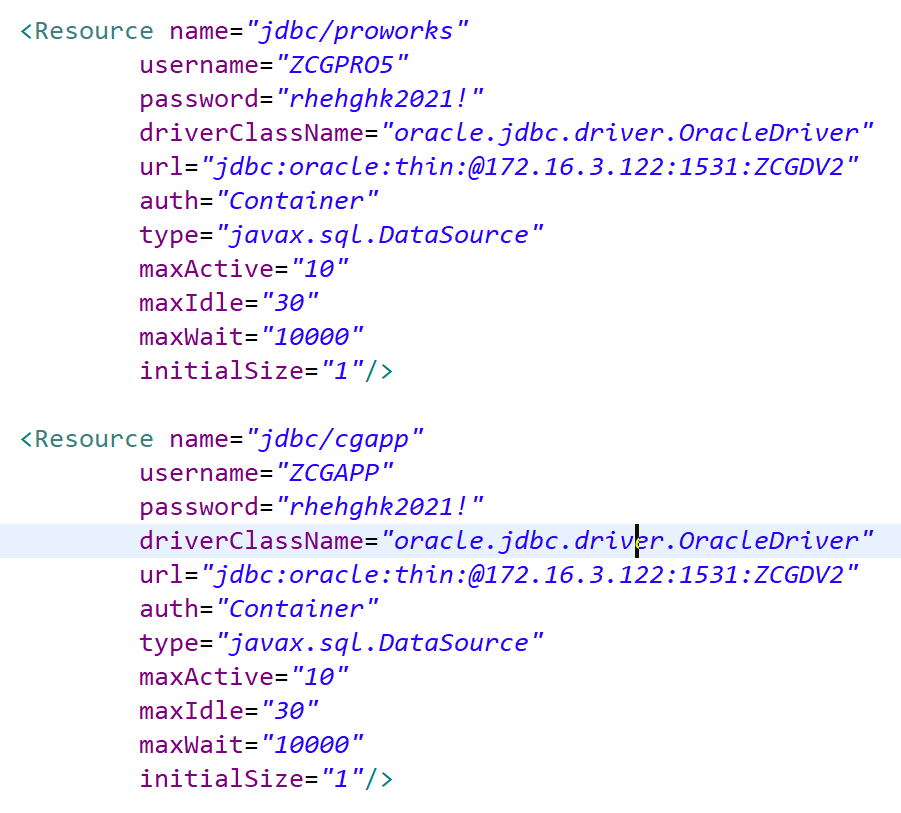 <Resource name="jdbc/proworks"
username="ZCGPRO5"
password="rhehghk2021!"
driverClassName="oracle.jdbc.driver.OracleDriver"
url="jdbc:oracle:thin:@172.16.3.122:1531:ZCGDV2"
auth="Container"
type="javax.sql.DataSource"
maxActive="10"
maxIdle="30"
maxWait="10000"
initialSize="1"/>
<Resource name="jdbc/cgapp"
username="ZCGAPP"
password="rhehghk2021!"
driverClassName="oracle.jdbc.driver.OracleDriver"
url="jdbc:oracle:thin:@172.16.3.122:1531:ZCGDV2"
auth="Container"
type="javax.sql.DataSource"
maxActive="10"
maxIdle="30"
maxWait="10000"
initialSize="1"/>